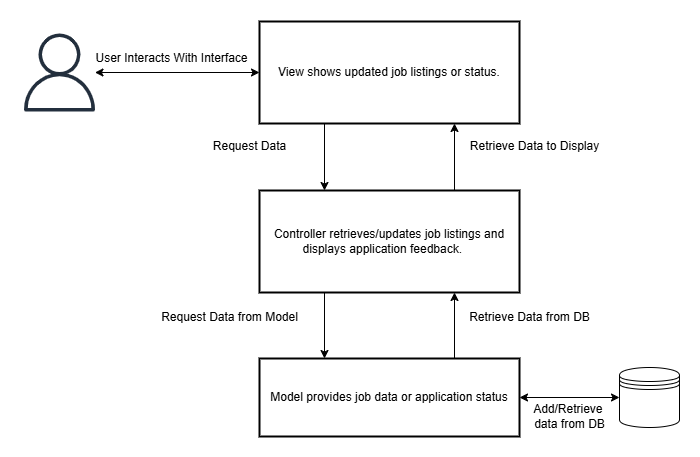 User Interacts With Interface
View shows updated job listings or status.
Request Data
Retrieve Data to Display
Controller retrieves/updates job listings and
displays application feedback.
Request Data from Model
Retrieve Data from DB
Model provides job data or application status
Add/Retrieve
data from DB